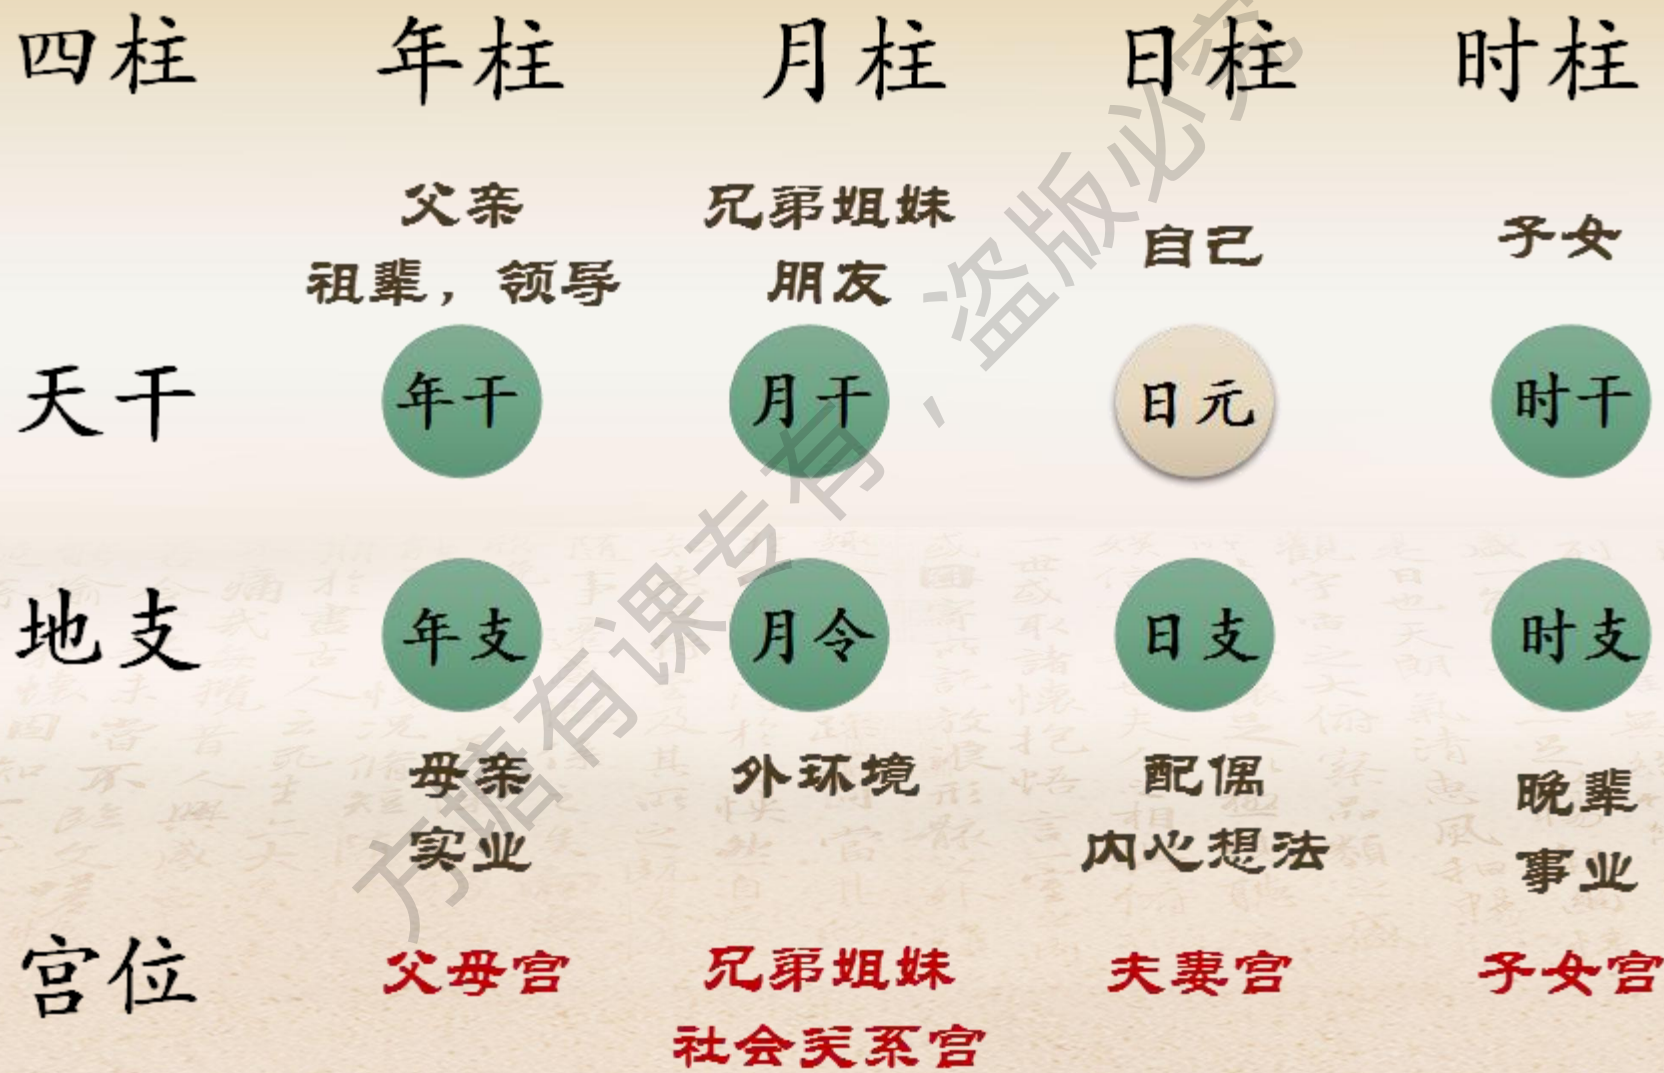 四柱 年柱 月柱 日柱 时柱
父亲 兄弟姐妹 自己 子女
祖辈，领导 朋友
天干 年干 月干 日元 时干
地支 年支 月令 日支 时支
母亲 外环境 配偶 晚辈
实业 内心想法 事业
宫位 父母宫 兄弟姐妹 夫妻宫 子女宫
社会关系宫
方塘有课专有，盗版必究